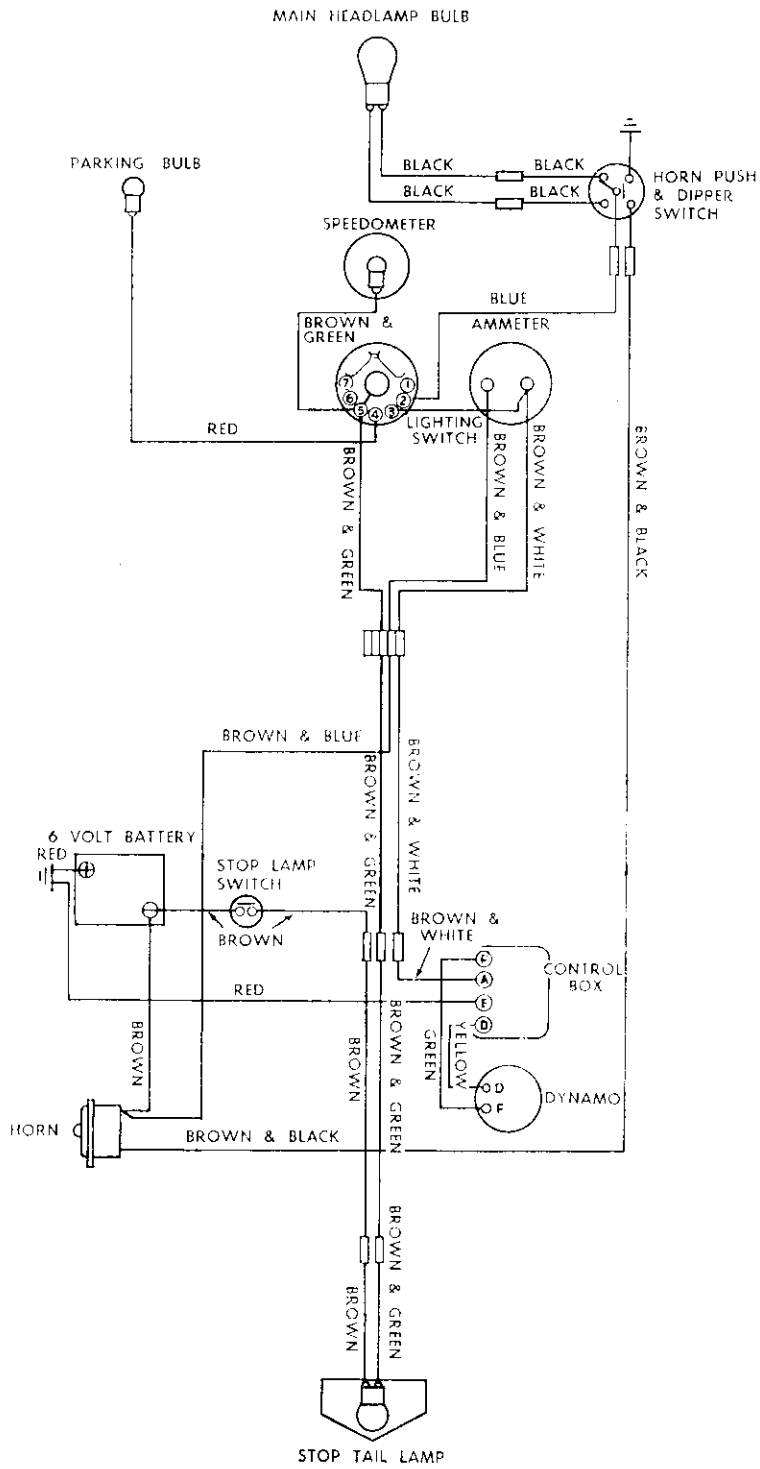 MAIN HEADLAMP BULB
PARKING BULB
BLACK
BLACK
BLACK
BLACK
HORN PUSH
& DIPPER
SWITCH
SPEEDOMETER
BLUE
BROWN &
GREEN
AMMETER
7
6
5
4
3
2
1
RED
LIGHTING
SWITCH
BROWN & GREEN
BROWN & BLUE
BROWN & WHITE
BROWN & BLACK
BROWN & BLUE
BROWN & GREEN
BROWN & WHITE
6 VOLT BATTERY
RED
STOP LAMP
SWITCH
BROWN
BROWN &
WHITE
F
A
E
D
CONTROL
BOX
RED
BROWN
BROWN
BROWN & GREEN
GREEN
YELLOW
D
F
DYNAMO
HORN
BROWN & BLACK
BROWN
BROWN & GREEN
STOP TAIL LAMP